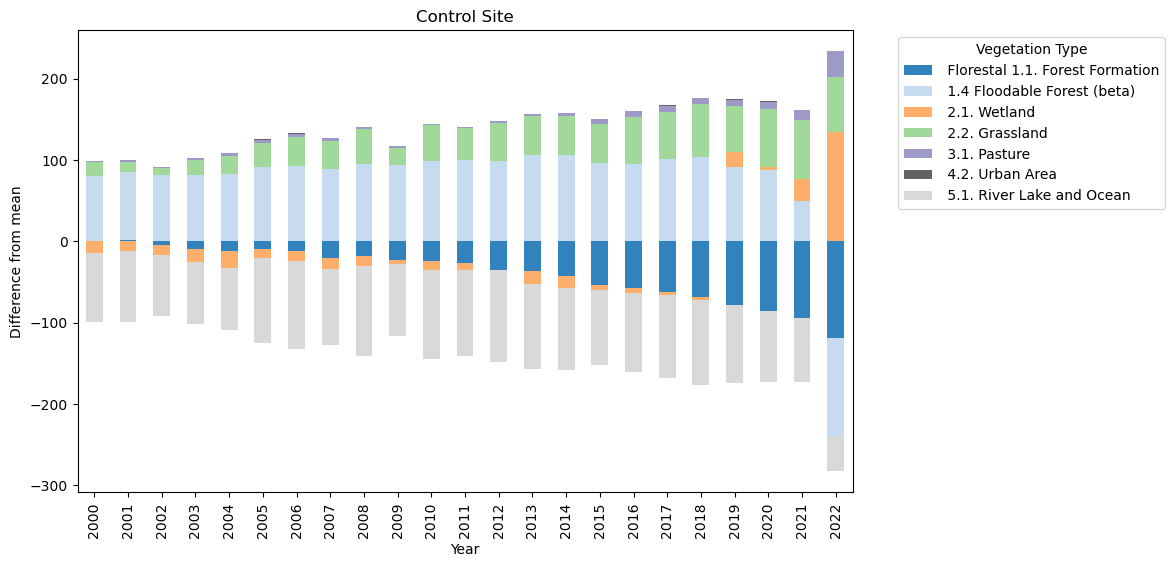 Control Site
Difference from mean
200
100
0
−100
−200
−300
2000 2001 2002 2003 2004 2005 2006 2007 2008 2009 2010 2011 2012 2013 2014 2015 2016 2017 2018 2019 2020 2021 2022
Year
Vegetation Type
Florestal 1.1. Forest Formation
1.4 Floodable Forest (beta)
2.1. Wetland
2.2. Grassland
3.1. Pasture
4.2. Urban Area
5.1. River Lake and Ocean